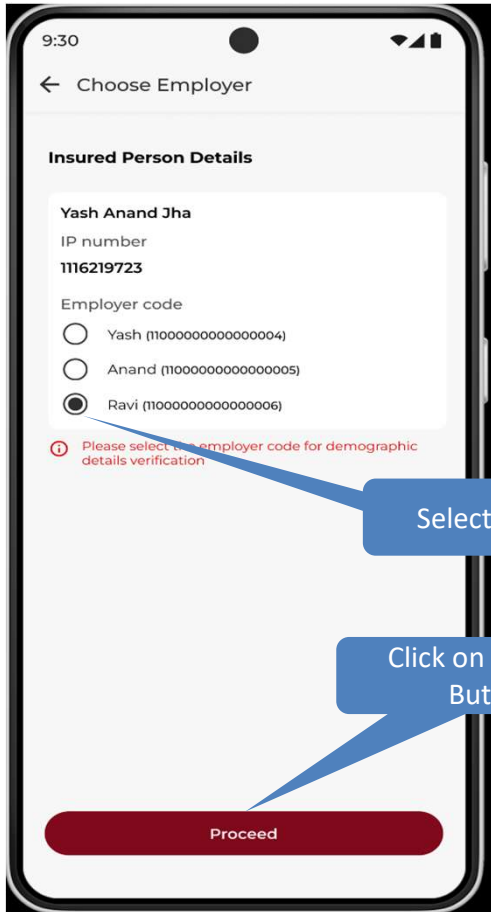 9:30
← Choose Employer
Insured Person Details
Yash Anand Jha
IP number
1116219723
Employer code
Yash (11000000000000004)
Anand (11000000000000005)
Ravi (11000000000000006)
Please select the employer code for demographic
details verification
Select
Click on
But
Proceed